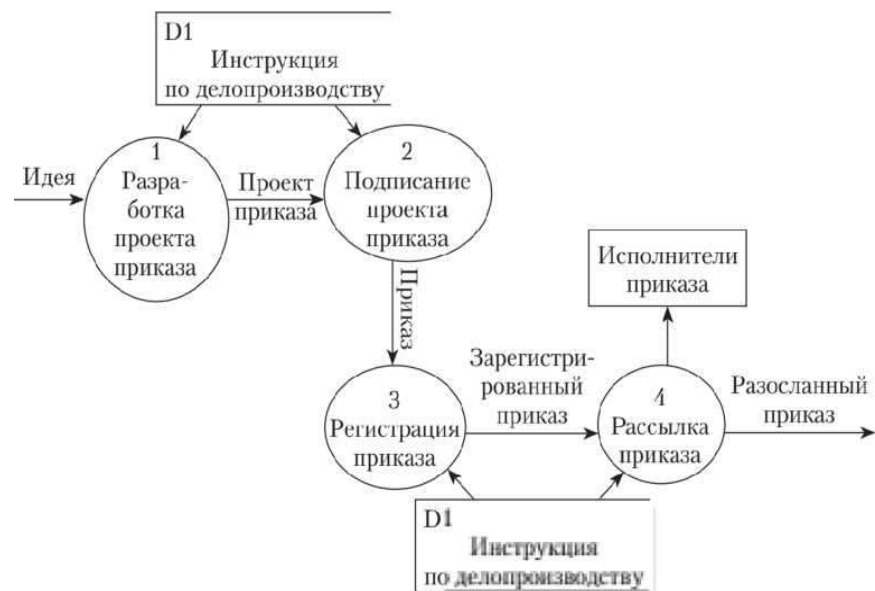 D1
Инструкция
по делопроизводству
Идея
1
Разра-
ботка
проекта
приказа
Проект
приказа
2
Подписание
проекта
приказа
Приказ
Исполнители
приказа
3
Регистрация
приказа
Зарегистри-
рованный
приказ
4
Рассылка
приказа
Разосланный
приказ
D1
Инструкция
по делопроизводству